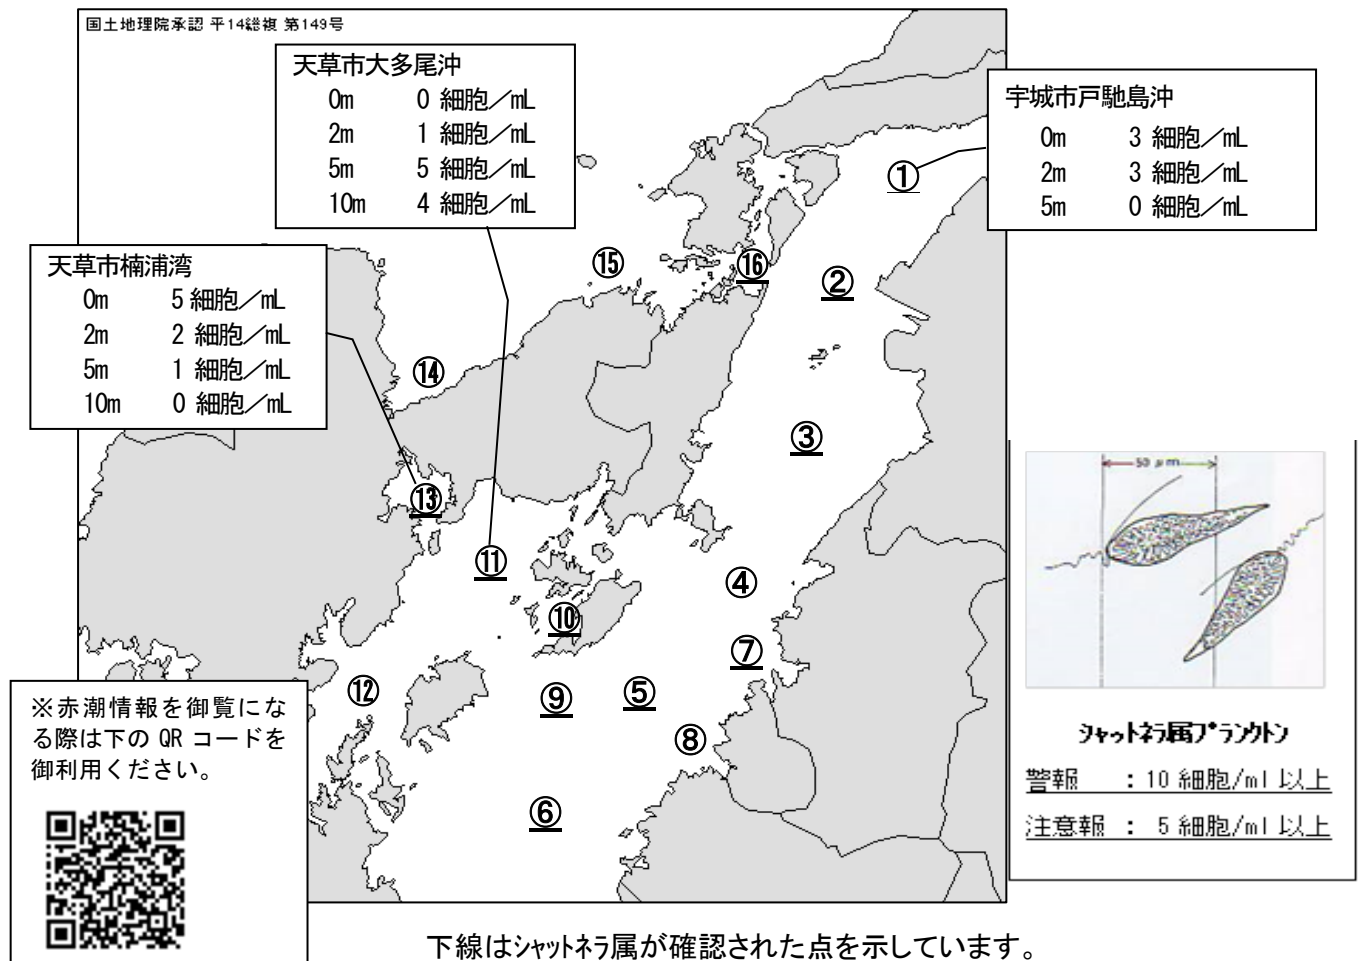 国土地理院承認 平14総複 第149号
天草市大多尾沖
0m 0 細胞／mL
2m 1 細胞／mL
5m 5 細胞／mL
10m 4 細胞／mL
宇城市戸馳島沖
0m 3 細胞／mL
2m 3 細胞／mL
5m 0 細胞／mL
天草市楠浦湾
0m 5 細胞／mL
2m 2 細胞／mL
5m 1 細胞／mL
10m 0 細胞／mL
①
②
③
④
⑤
⑥
⑦
⑧
⑨
⑩
⑪
⑫
⑬
⑭
⑮
⑯
50 μm
シャットネラ属プランクトン
警報 ：10 細胞/ml以上
注意報 ： 5 細胞/ml以上
※赤潮情報を御覧にな
る際は下の QR コードを
御利用ください。
下線はシャットネラ属が確認された点を示しています。